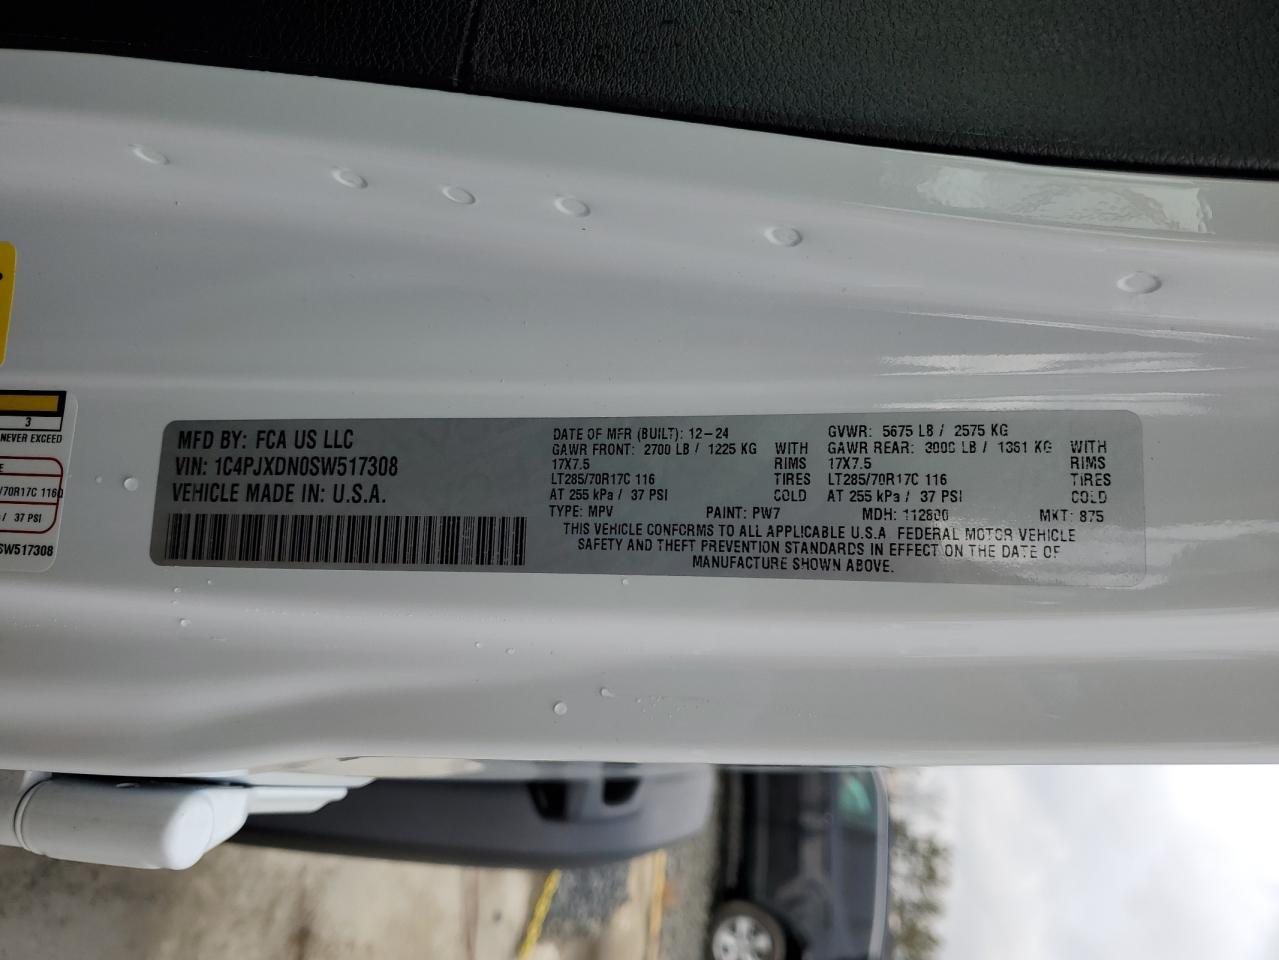 3
NEVER EXCEED
/70R17C 116Q
/ 37 PSI
SW517308
MFD BY: FCA US LLC
VIN: 1C4PJXDN0SW517308
VEHICLE MADE IN: U.S.A.
DATE OF MFR (BUILT): 12-24
GAWR FRONT: 2700 LB / 1225 KG WITH
17X7.5 RIMS
LT285/70R17C 116 TIRES
AT 255 kPa / 37 PSI COLD
GVWR: 5675 LB / 2575 KG
GAWR REAR: 3000 LB / 1361 KG WITH
17X7.5 RIMS
LT285/70R17C 116 TIRES
AT 255 kPa / 37 PSI COLD
TYPE: MPV PAINT: PW7 MDH: 112800 MKT: 875
THIS VEHICLE CONFORMS TO ALL APPLICABLE U.S.A. FEDERAL MOTOR VEHICLE
SAFETY AND THEFT PREVENTION STANDARDS IN EFFECT ON THE DATE OF
MANUFACTURE SHOWN ABOVE.